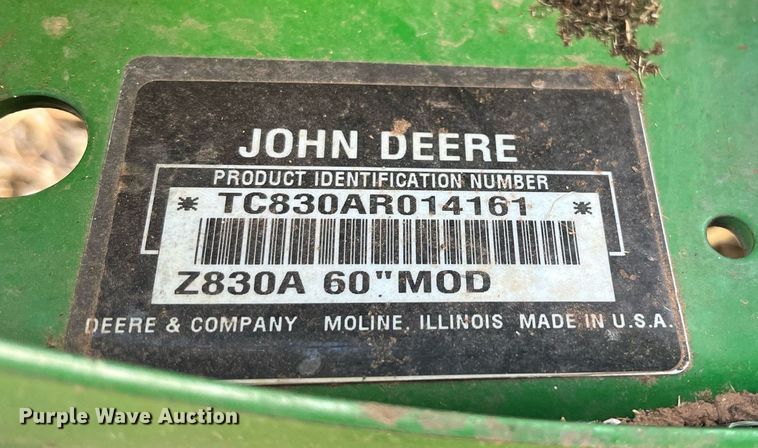 JOHN DEERE
PRODUCT IDENTIFICATION NUMBER
* TC830AR014161 *
Z830A 60"MOD
DEERE & COMPANY MOLINE, ILLINOIS MADE IN U.S.A.
Purple Wave Auction